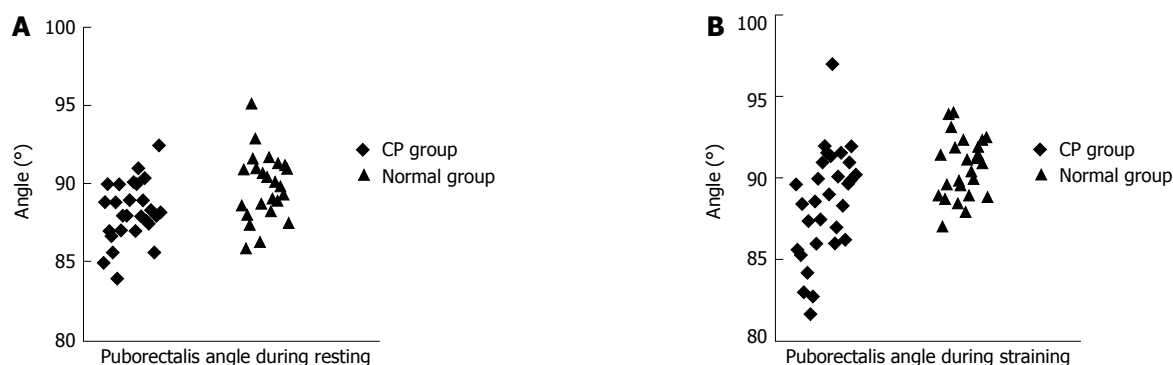 A
100
95
90
85
80
Angle (°)
CP group
Normal group
Puborectalis angle during resting
B
100
95
90
85
80
Angle (°)
CP group
Normal group
Puborectalis angle during straining